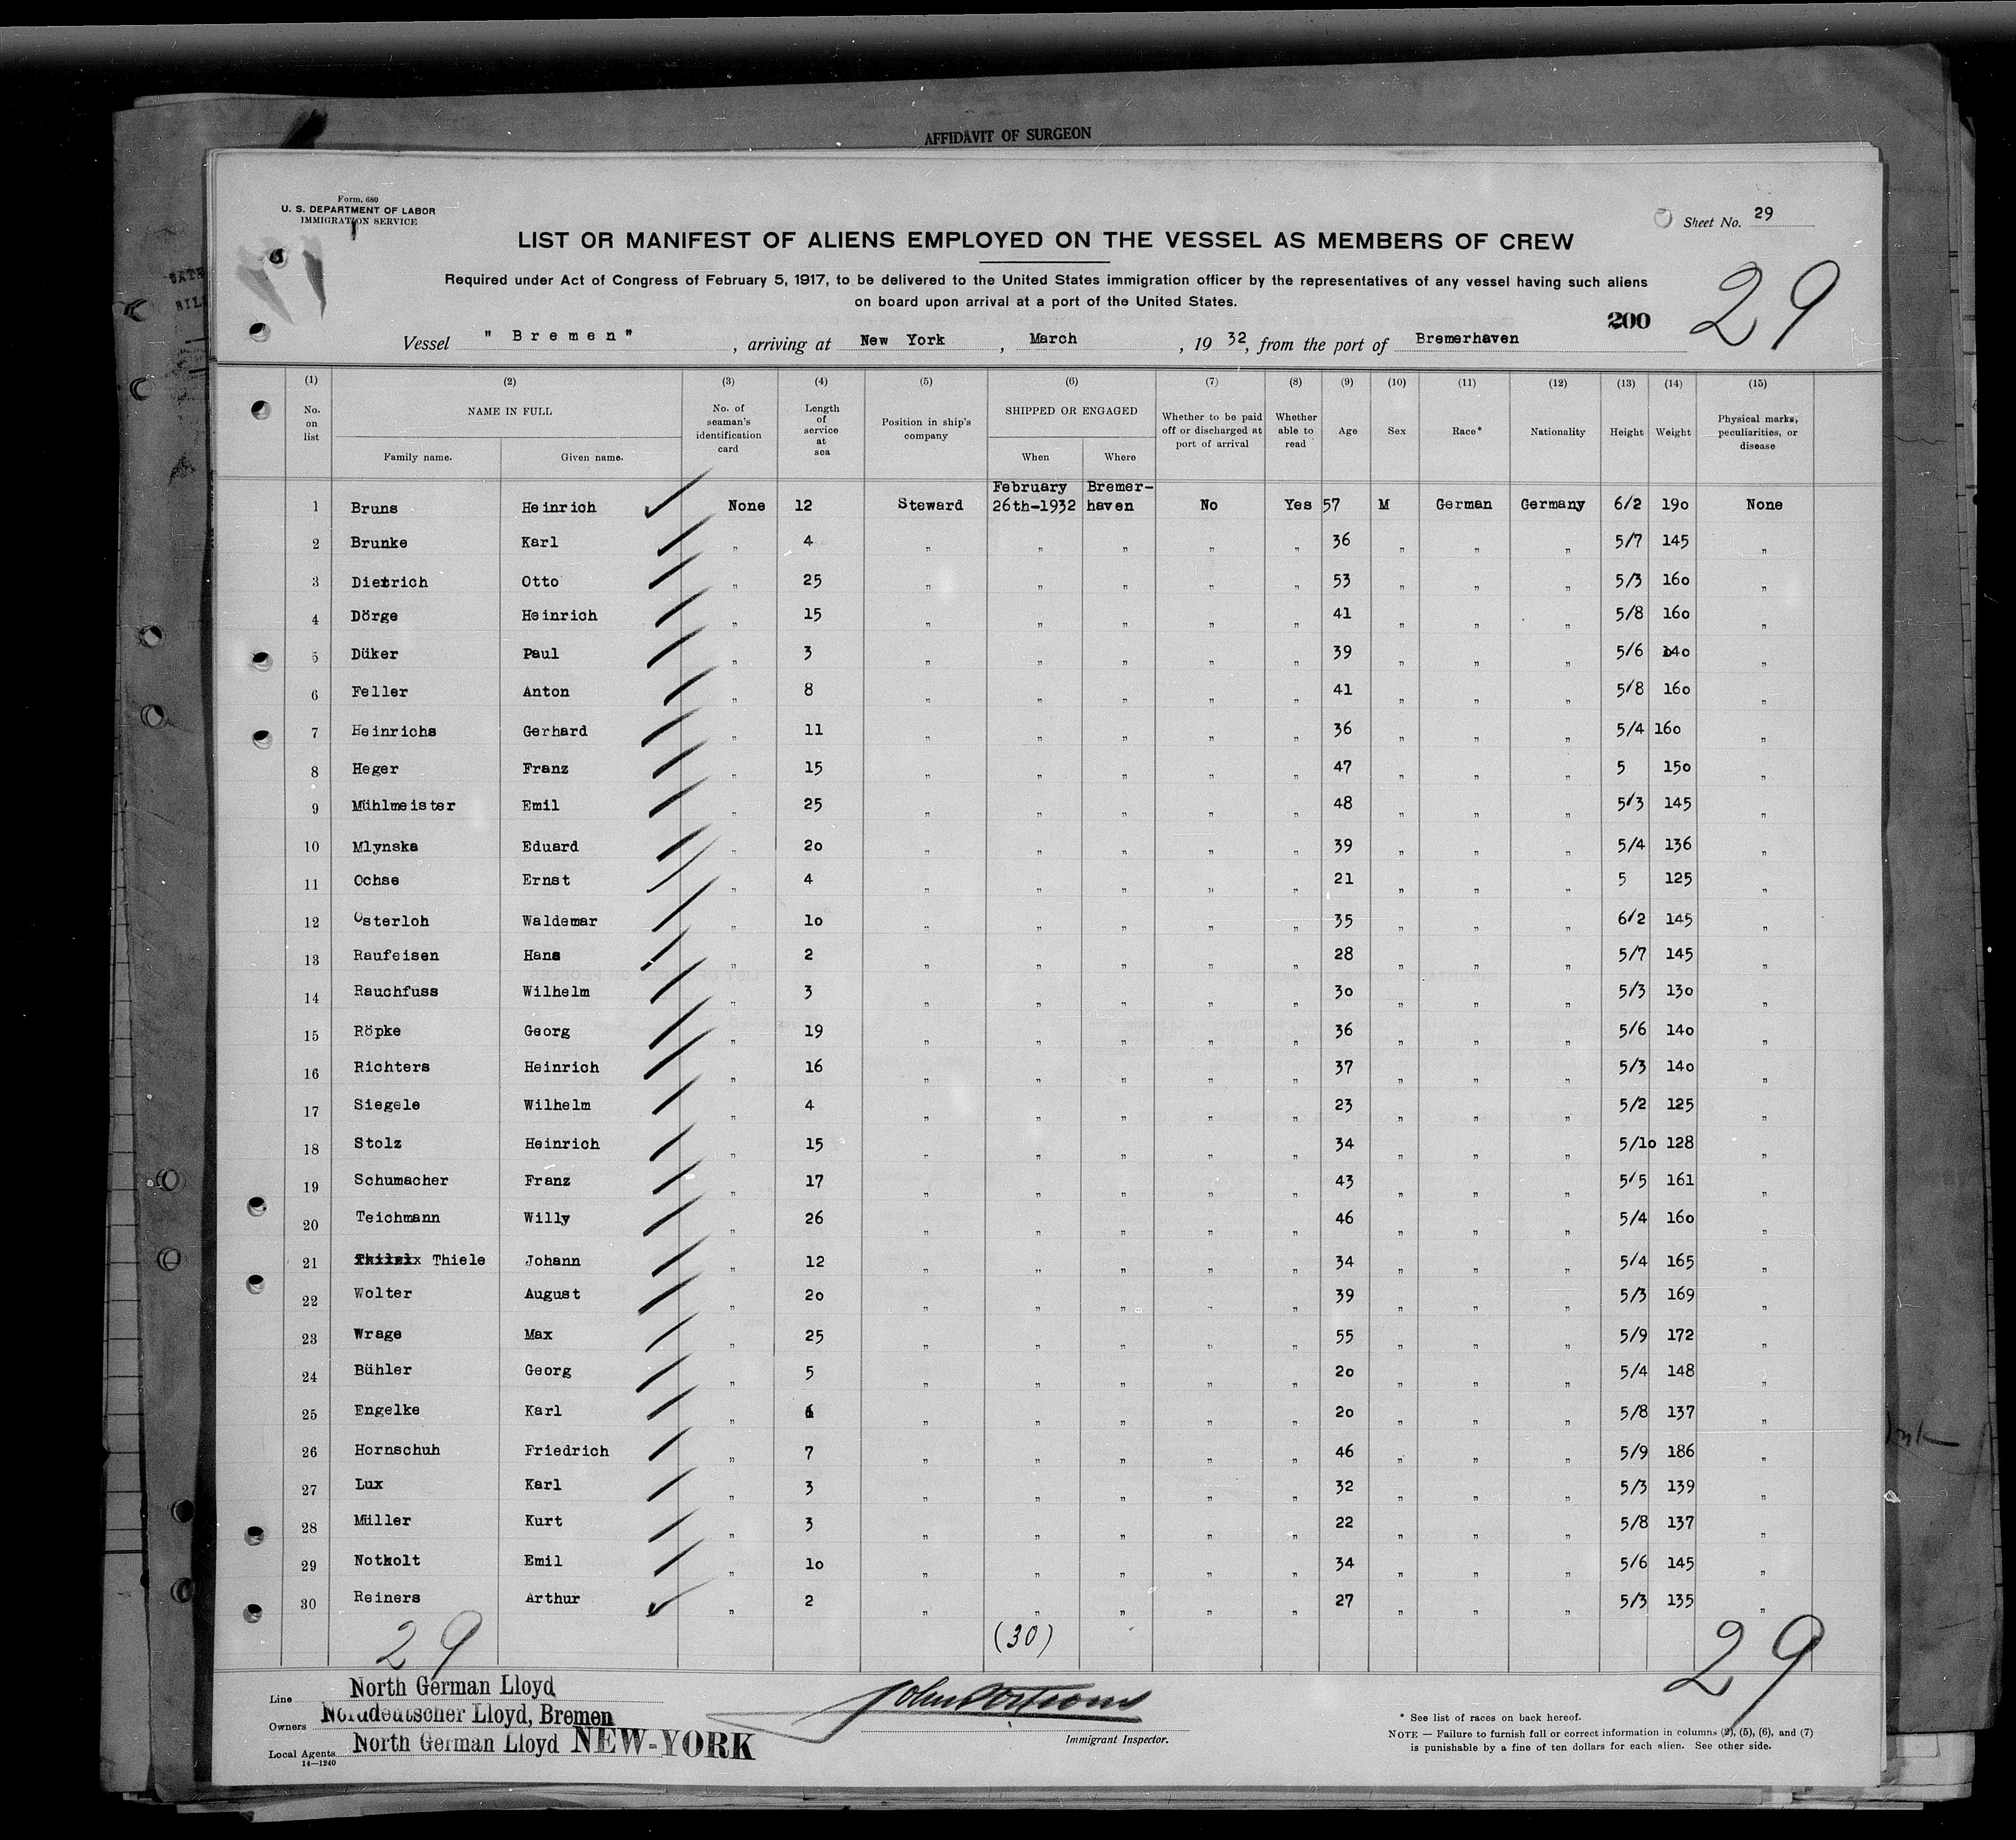 AFFIDAVIT OF SURGEON
Form. 680
U. S. DEPARTMENT OF LABOR
IMMIGRATION SERVICE
Sheet No. 29
LIST OR MANIFEST OF ALIENS EMPLOYED ON THE VESSEL AS MEMBERS OF CREW
Required under Act of Congress of February 5, 1917, to be delivered to the United States immigration officer by the representatives of any vessel having such aliens
on board upon arrival at a port of the United States.
200 29
Vessel "Bremen", arriving at New York, March, 1932, from the port of Bremerhaven
(1) (2) (3) (4) (5) (6) (7) (8) (9) (10) (11) (12) (13) (14) (15)
No. on list
NAME IN FULL
Family name. Given name.
No. of seaman's identification card
Length of service at sea
Position in ship's company
SHIPPED OR ENGAGED
When Where
Whether to be paid off or discharged at port of arrival
Whether able to read
Age
Sex
Race*
Nationality
Height
Weight
Physical marks, peculiarities, or disease
1 Bruns Heinrich None 12 Steward February 26th-1932 Bremer-haven No Yes 57 M German Germany 6/2 190 None
2 Brunke Karl " 4 " " " " " 36 " " " 5/7 145 "
3 Dietrich Otto " 25 " " " " " 53 " " " 5/3 160 "
4 Dörge Heinrich " 15 " " " " " 41 " " " 5/8 160 "
5 Düker Paul " 3 " " " " " 39 " " " 5/6 140 "
6 Feller Anton " 8 " " " " " 41 " " " 5/8 160 "
7 Heinrichs Gerhard " 11 " " " " " 36 " " " 5/4 160 "
8 Heger Franz " 15 " " " " " 47 " " " 5 150 "
9 Mühlmeister Emil " 25 " " " " " 48 " " " 5/3 145 "
10 Mlynska Eduard " 20 " " " " " 39 " " " 5/4 136 "
11 Ochse Ernst " 4 " " " " " 21 " " " 5 125 "
12 Osterloh Waldemar " 10 " " " " " 35 " " " 6/2 145 "
13 Raufeisen Hans " 2 " " " " " 28 " " " 5/7 145 "
14 Rauchfuss Wilhelm " 3 " " " " " 30 " " " 5/3 130 "
15 Röpke Georg " 19 " " " " " 36 " " " 5/6 140 "
16 Richters Heinrich " 16 " " " " " 37 " " " 5/3 140 "
17 Siegele Wilhelm " 4 " " " " " 23 " " " 5/2 125 "
18 Stolz Heinrich " 15 " " " " " 34 " " " 5/10 128 "
19 Schumacher Franz " 17 " " " " " 43 " " " 5/5 161 "
20 Teichmann Willy " 26 " " " " " 46 " " " 5/4 160 "
21 Thiele Johann " 12 " " " " " 34 " " " 5/4 165 "
22 Wolter August " 20 " " " " " 39 " " " 5/3 169 "
23 Wrage Max " 25 " " " " " 55 " " " 5/9 172 "
24 Bühler Georg " 5 " " " " " 20 " " " 5/4 148 "
25 Engelke Karl " " " " " " 20 " " " 5/8 137 "
26 Hornschuh Friedrich " 7 " " " " " 46 " " " 5/9 186 "
27 Lux Karl " 3 " " " " " 32 " " " 5/3 139 "
28 Müller Kurt " 3 " " " " " 22 " " " 5/8 137 "
29 Notholt Emil " 10 " " " " " 34 " " " 5/6 145 "
30 Reiners Arthur " 2 " " " " " 27 " " " 5/3 135 "
29 (30) 29
Line North German Lloyd
Owners Norddeutscher Lloyd, Bremen
Local Agents North German Lloyd NEW-YORK
14—1240
Immigrant Inspector.
* See list of races on back hereof.
NOTE — Failure to furnish full or correct information in columns (2), (5), (6), and (7)
is punishable by a fine of ten dollars for each alien. See other side.